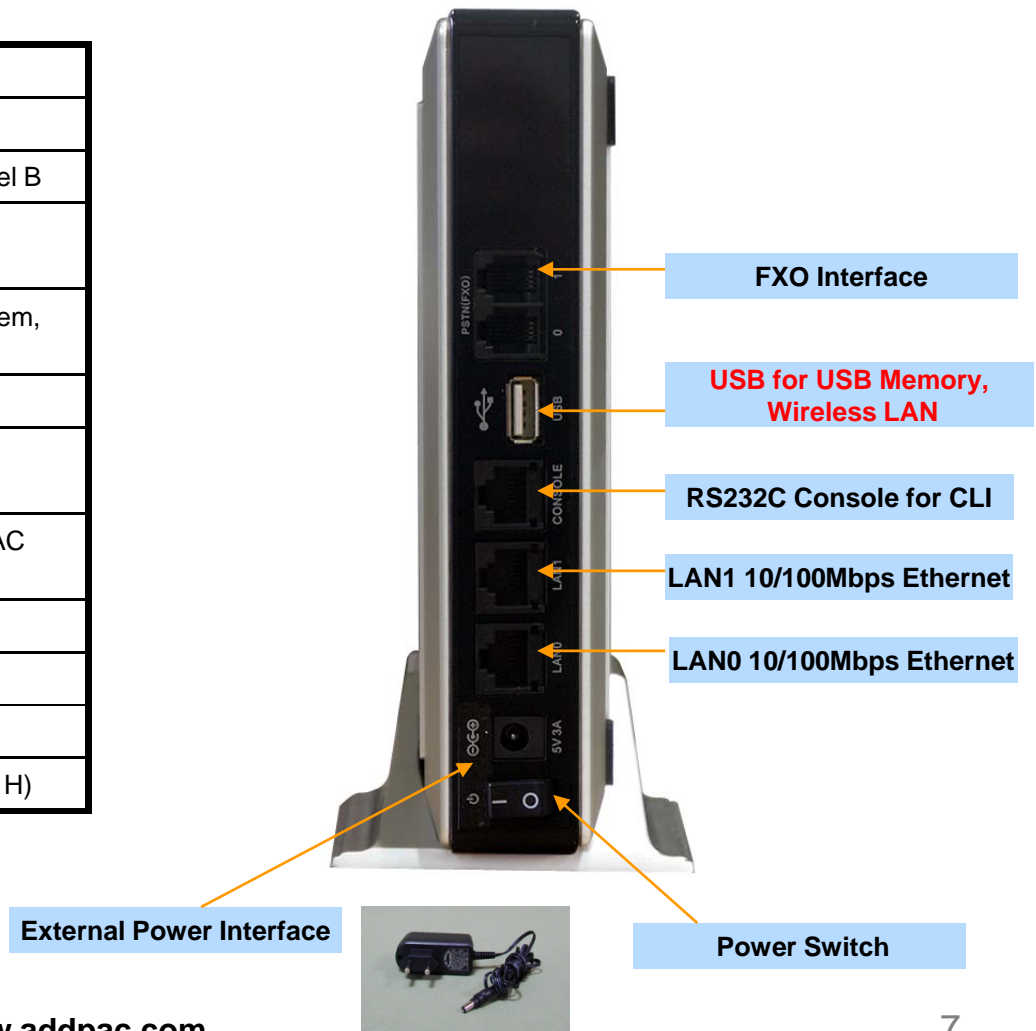 el B
em,
AC
H)
PSTN(FXO)
1
0
USB
CONSOLE
LAN1
LAN0
5V 3A
FXO Interface
USB for USB Memory,
Wireless LAN
RS232C Console for CLI
LAN1 10/100Mbps Ethernet
LAN0 10/100Mbps Ethernet
External Power Interface
Power Switch
w.addpac.com
7